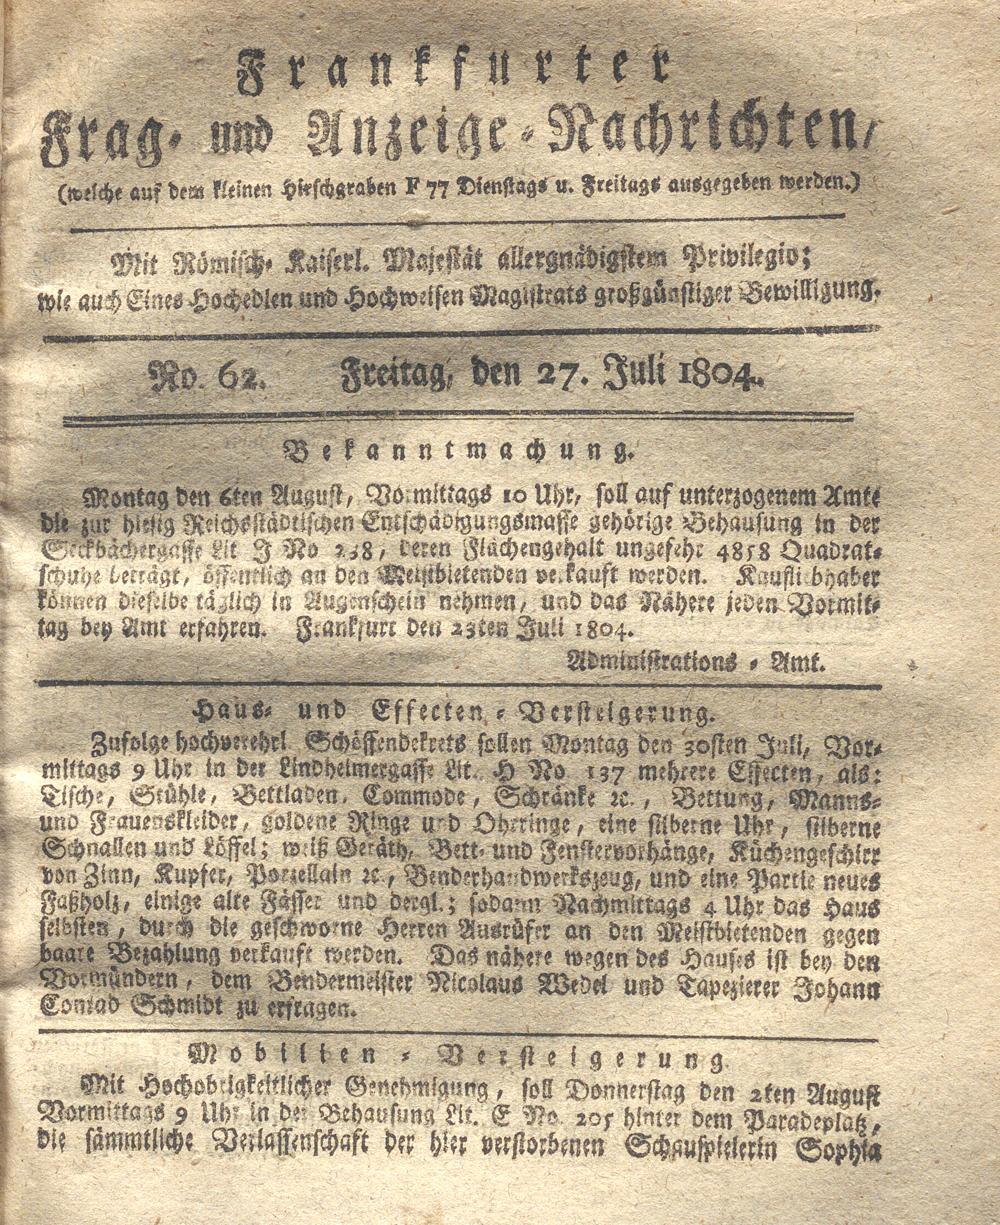 Frankfurter
Frag- und Anzeige-Nachrichten,
(welche auf dem kleinen Hirschgraben F 77 Dienstags u. Freitags ausgegeben werden.)
Mit Römisch- Kaiserl. Majestät allergnädigstem Privilegio;
wie auch Eines Hochedlen und Hochweisen Magistrats großgünstiger Bewilligung.
No. 62. Freitag, den 27. Juli 1804.
Bekanntmachung.
Montag den 6ten August, Vormittags 10 Uhr, soll auf unterzogenem Amte
die zur hiesig Reichsstädtischen Entschädigungsmasse gehörige Behausung in der
Seckbächergasse Lit J No 238, deren Flächengehalt ungefehr 4858 Quadrat-
schuhe beträgt, öffentlich an den Meistbietenden verkauft werden. Kaufliebhaber
können dieselbe täglich in Augenschein nehmen, und das Nähere jeden Vormit-
tag bey Amt erfahren. Frankfurt den 23ten Juli 1804.
Administrations - Amt.
Haus- und Effecten - Versteigerung.
Zufolge hochverehrl Schöffendekrets sollen Montag den 30sten Juli, Vor-
mittags 9 Uhr in der Lindheimergasse Lit. H No 137 mehrere Effecten, als:
Tische, Stühle, Bettladen, Commode, Schränke ꝛc., Bettung, Manns-
und Frauenskleider, goldene Ringe und Ohrringe, eine silberne Uhr, silberne
Schnallen und Löffel; weiß Geräth, Bett- und Fenstervorhänge, Küchengeschirr
von Zinn, Kupfer, Porzellain ꝛc., Benderhandwerkszeug, und eine Partie neues
Faßholz, einige alte Fässer und dergl.; sodann Nachmittags 4 Uhr das Haus
selbsten, durch die geschworne Herren Ausrüfer an den Meistbietenden gegen
baare Bezahlung verkauft werden. Das nähere wegen des Hauses ist bey den
Vormündern, dem Bendermeister Nicolaus Wedel und Tapezierer Johann
Conrad Schmidt zu erfragen.
Mobilien - Versteigerung
Mit Hochobrigkeitlicher Genehmigung, soll Donnerstag den 2ten August
Vormittags 9 Uhr in der Behausung Lit. E No. 205 hinter dem Paradeplatz,
die sämmtliche Verlassenschaft der hier verstorbenen Schauspielerin Sophia